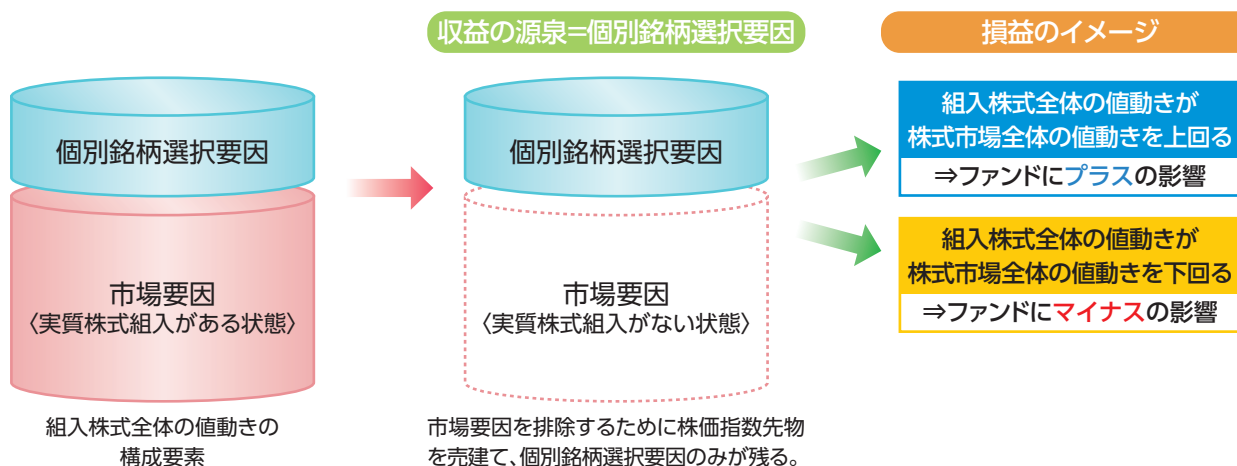 収益の源泉=個別銘柄選択要因
損益のイメージ
個別銘柄選択要因
市場要因
〈実質株式組入がある状態〉
組入株式全体の値動きの
構成要素
個別銘柄選択要因
市場要因
〈実質株式組入がない状態〉
市場要因を排除するために株価指数先物
を売建て、個別銘柄選択要因のみが残る。
組入株式全体の値動きが
株式市場全体の値動きを上回る
⇒ファンドにプラスの影響
組入株式全体の値動きが
株式市場全体の値動きを下回る
⇒ファンドにマイナスの影響